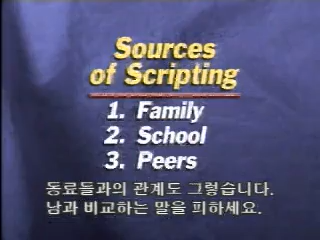 Sources
of Scripting
1. Family
2. School
3. Peers
동료들과의 관계도 그렇습니다.
남과 비교하는 말을 피하세요.